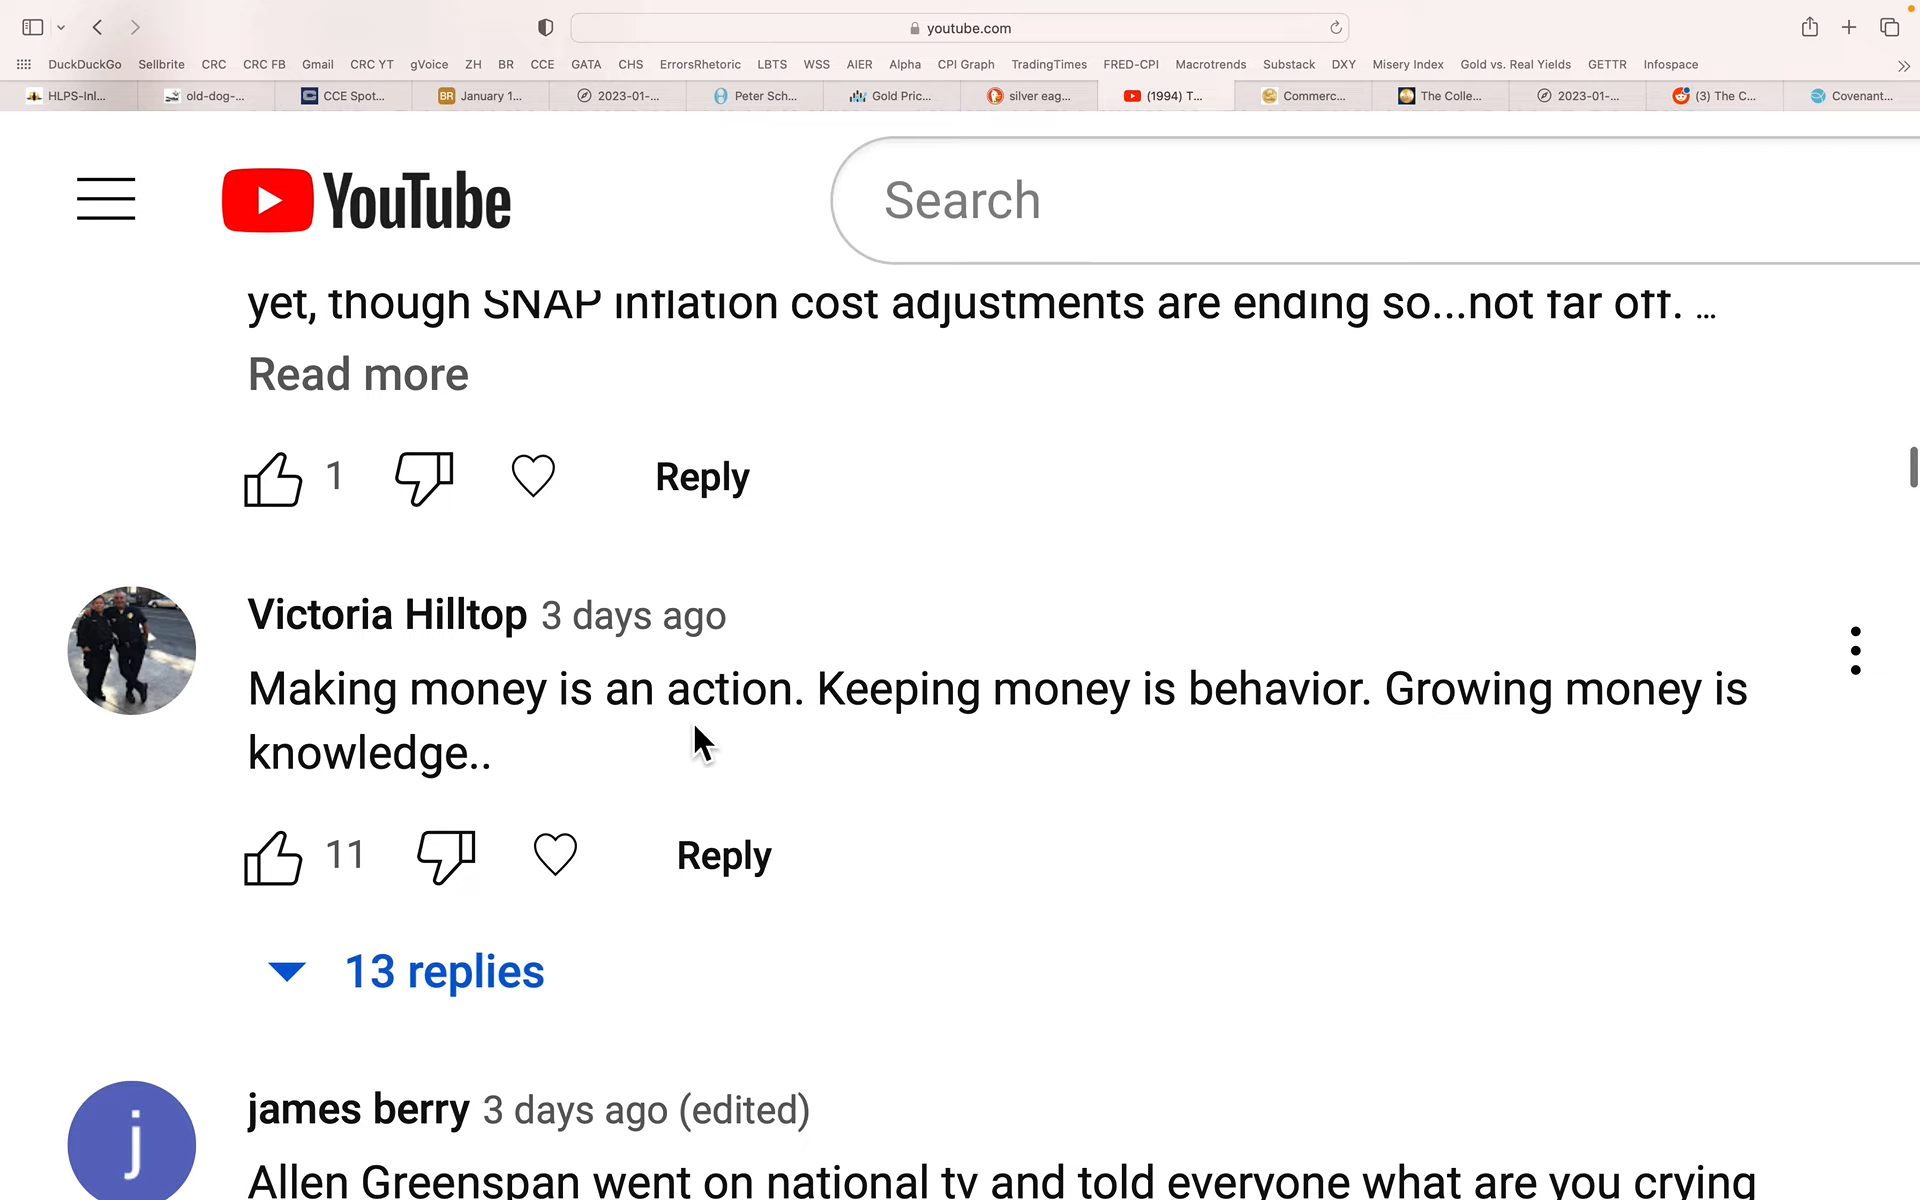 youtube.com
DuckDuckGo Sellbrite CRC CRC FB Gmail CRC YT gVoice ZH BR CCE GATA CHS ErrorsRhetoric LBTS WSS AIER Alpha CPI Graph TradingTimes FRED-CPI Macrotrends Substack DXY Misery Index Gold vs. Real Yields GETTR Infospace
HLPS-Inl... old-dog-... CCE Spot... BR January 1... 2023-01-... Peter Sch... Gold Pric... silver eag... (1994) T... Commerc... The Colle... 2023-01-... (3) The C... Covenant...
YouTube
Search
yet, though SNAP inflation cost adjustments are ending so...not far off. ...
Read more
1 Reply
Victoria Hilltop 3 days ago
Making money is an action. Keeping money is behavior. Growing money is
knowledge..
11 Reply
13 replies
j
james berry 3 days ago (edited)
Allen Greenspan went on national tv and told everyone what are you crying